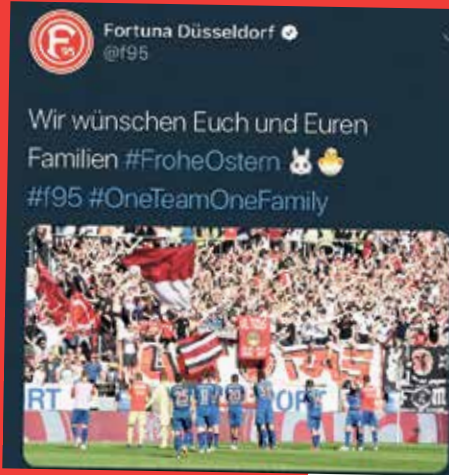 Fortuna Düsseldorf
@f95
Wir wünschen Euch und Euren
Familien #FroheOstern 🐰🐣
#f95 #OneTeamOneFamily